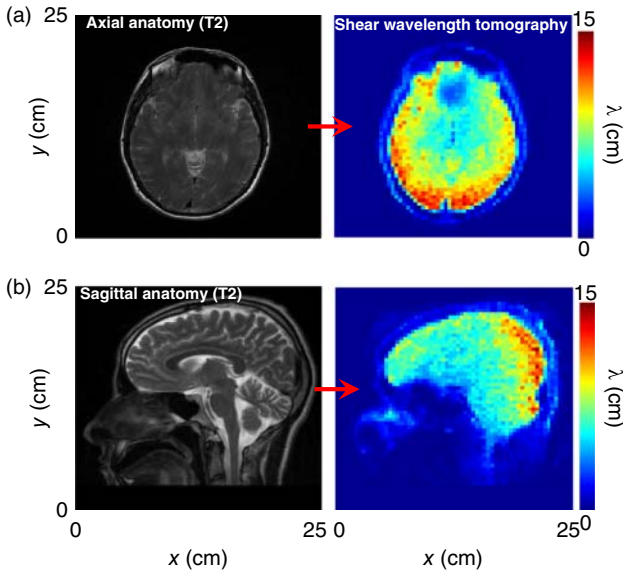 (a)
25
Axial anatomy (T2)
Shear wavelength tomography
15
y (cm)
λ (cm)
0
0
(b)
25
Sagittal anatomy (T2)
15
y (cm)
λ (cm)
0
0
0
25
0
25
x (cm)
x (cm)